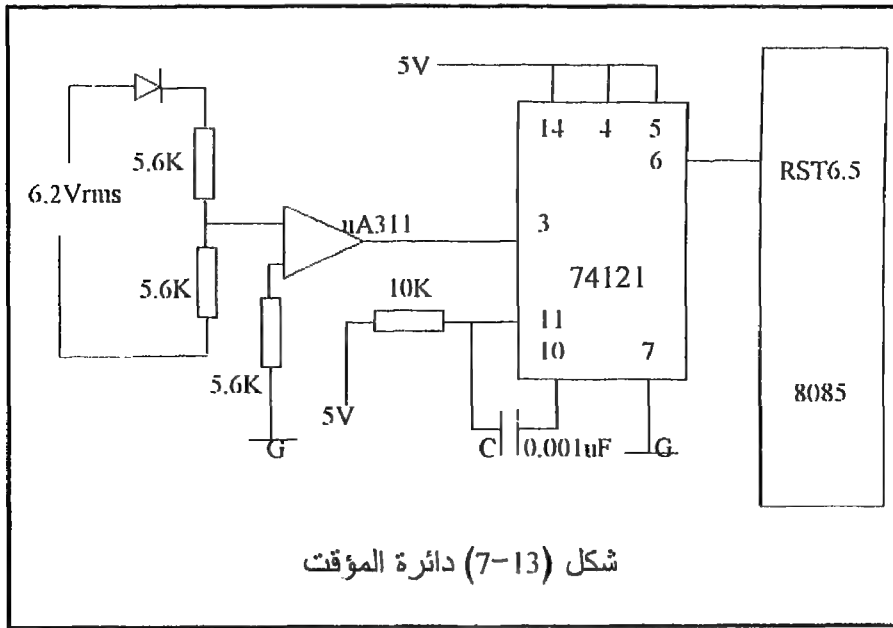 5V
14 4 5
6
5.6K
RST6.5
6.2Vrms
uA311
3
74121
5.6K
10K
11
10 7
5.6K
8085
5V
G
C 0.001uF
G
شكل (13-7) دائرة المؤقت